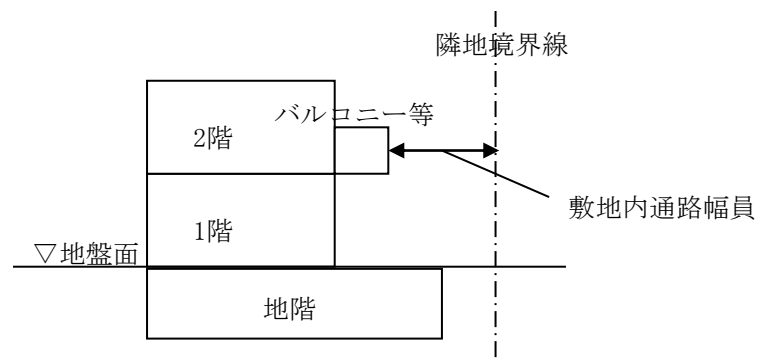 隣地境界線
バルコニー等
2階
敷地内通路幅員
1階
▽地盤面
地階